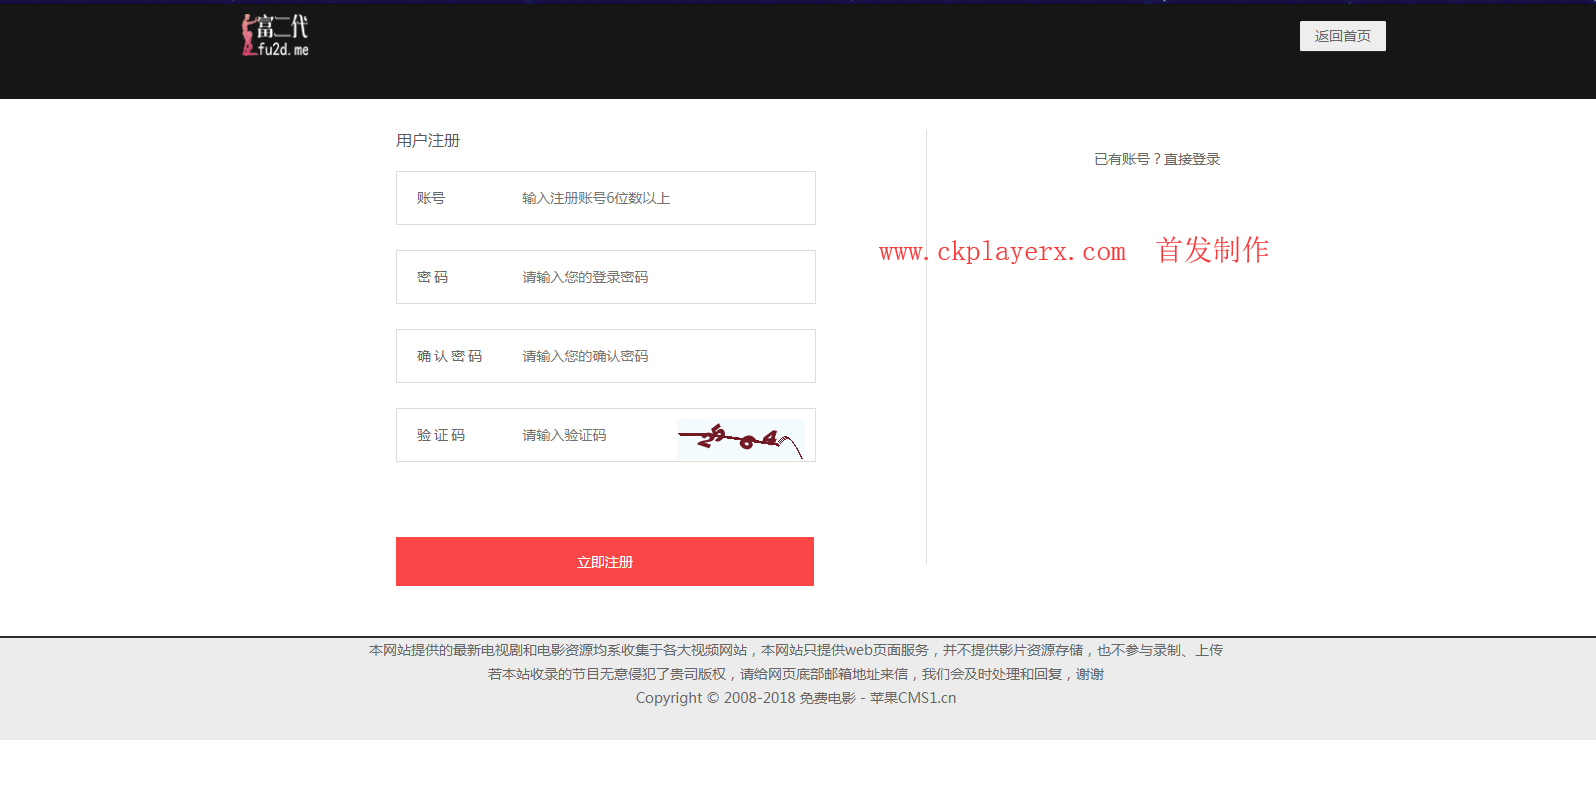 富二代
fu2d.me
返回首页
用户注册
已有账号？直接登录
账号 输入注册账号6位数以上
www.ckplayerx.com 首发制作
密 码 请输入您的登录密码
确 认 密 码 请输入您的确认密码
验 证 码 请输入验证码 2564
立即注册
本网站提供的最新电视剧和电影资源均系收集于各大视频网站，本网站只提供web页面服务，并不提供影片资源存储，也不参与录制、上传
若本站收录的节目无意侵犯了贵司版权，请给网页底部邮箱地址来信，我们会及时处理和回复，谢谢
Copyright © 2008-2018 免费电影 - 苹果CMS1.cn